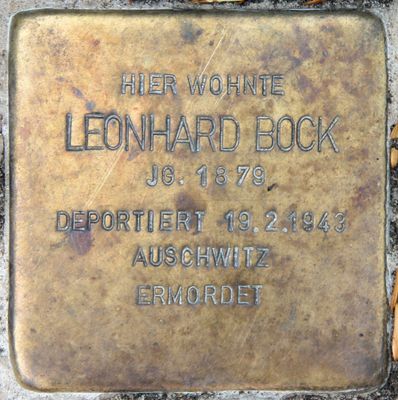 HIER WOHNTE
LEONHARD BOCK
JG. 1879
DEPORTIERT 19.2.1943
AUSCHWITZ
ERMORDET